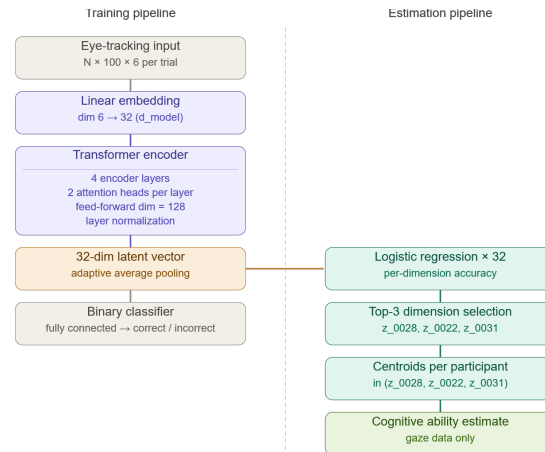 Training pipeline
Eye-tracking input
N × 100 × 6 per trial
Linear embedding
dim 6 → 32 (d_model)
Transformer encoder
4 encoder layers
2 attention heads per layer
feed-forward dim = 128
layer normalization
32-dim latent vector
adaptive average pooling
Binary classifier
fully connected → correct / incorrect
Estimation pipeline
Logistic regression × 32
per-dimension accuracy
Top-3 dimension selection
z_0028, z_0022, z_0031
Centroids per participant
in (z_0028, z_0022, z_0031)
Cognitive ability estimate
gaze data only